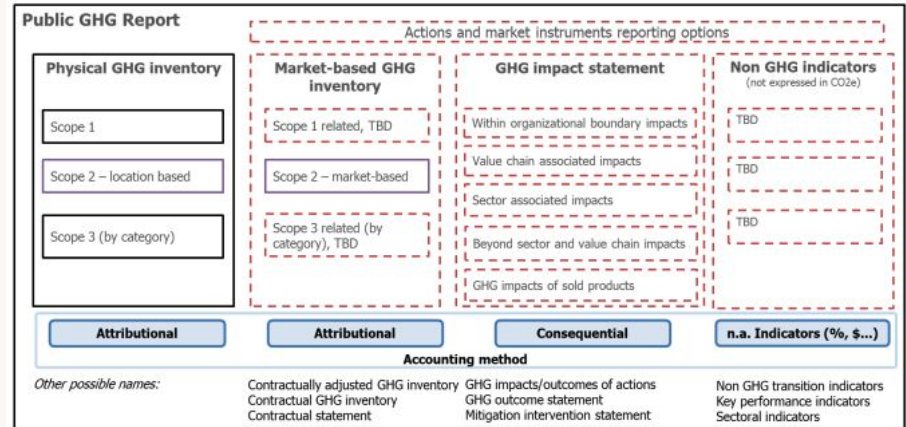 Public GHG Report
Actions and market instruments reporting options
Physical GHG inventory
Scope 1
Scope 2 – location based
Scope 3 (by category)
Market-based GHG
inventory
Scope 1 related, TBD
Scope 2 – market-based
Scope 3 related (by
category), TBD
GHG impact statement
Within organizational boundary impacts
Value chain associated impacts
Sector associated impacts
Beyond sector and value chain impacts
GHG impacts of sold products
Non GHG indicators
(not expressed in CO2e)
TBD
TBD
TBD
Attributional
Attributional
Consequential
n.a. Indicators (%, $...)
Accounting method
Other possible names:
Contractually adjusted GHG inventory
Contractual GHG inventory
Contractual statement
GHG impacts/outcomes of actions
GHG outcome statement
Mitigation intervention statement
Non GHG transition indicators
Key performance indicators
Sectoral indicators